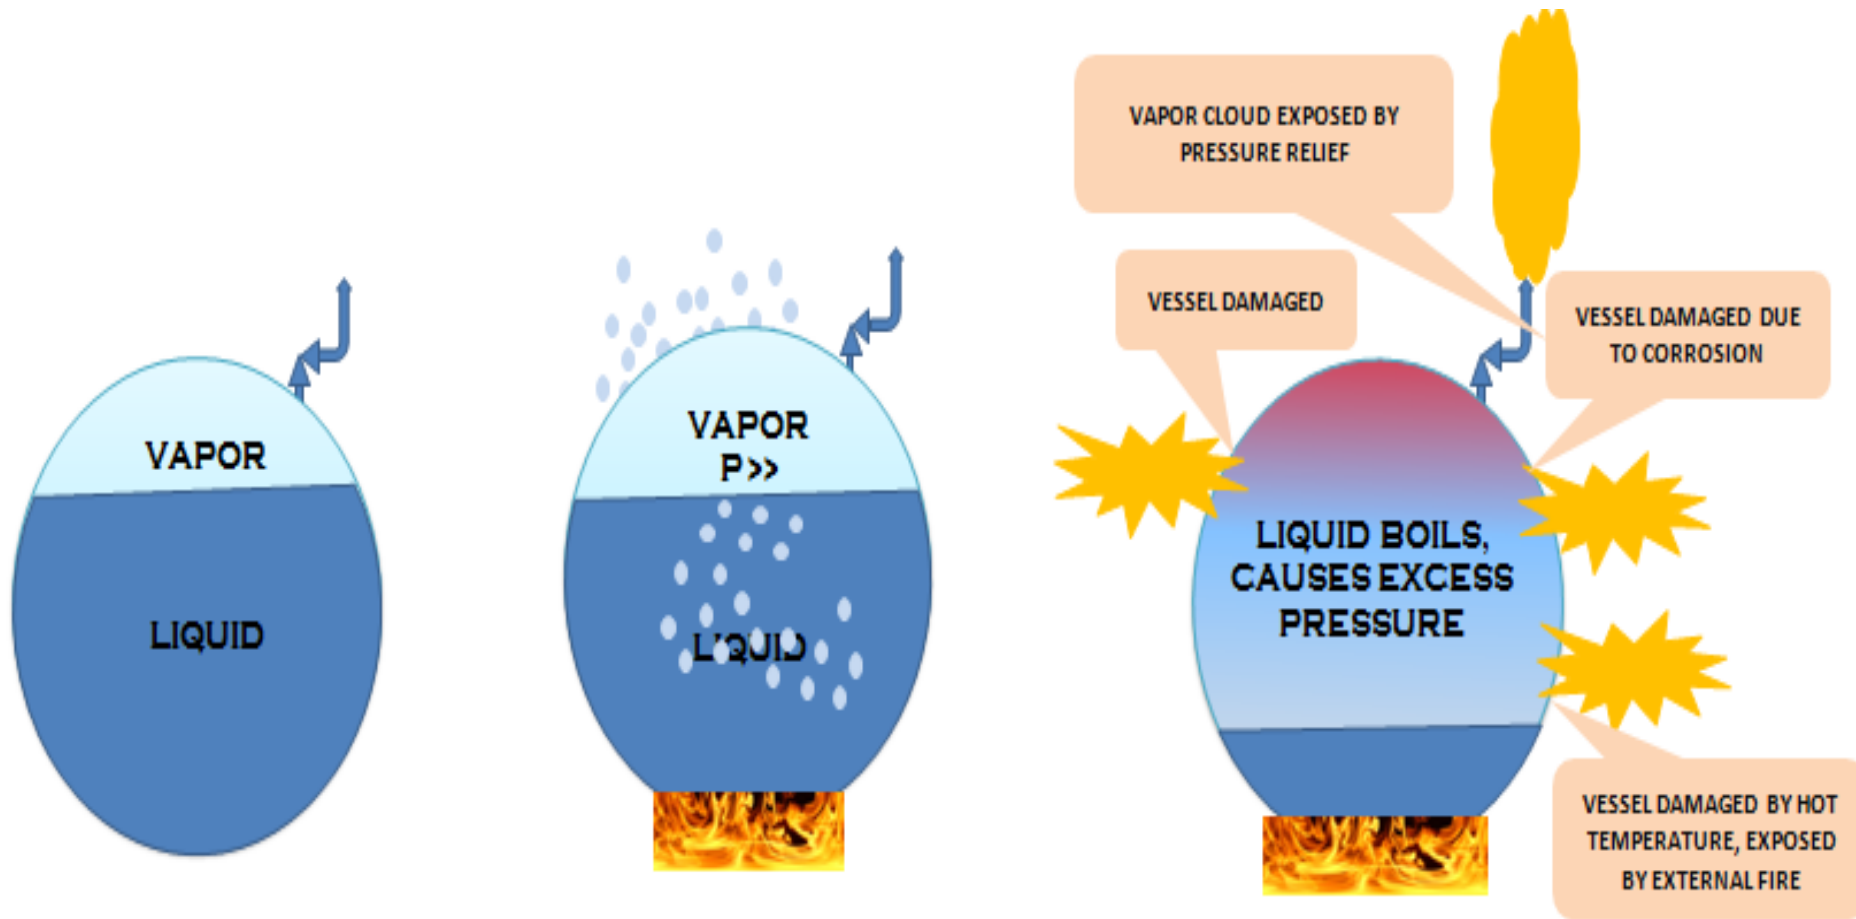 VAPOR
LIQUID
VAPOR
P >>
LIQUID
VAPOR CLOUD EXPOSED BY
PRESSURE RELIEF
VESSEL DAMAGED
VESSEL DAMAGED DUE
TO CORROSION
LIQUID BOILS,
CAUSES EXCESS
PRESSURE
VESSEL DAMAGED BY HOT
TEMPERATURE, EXPOSED
BY EXTERNAL FIRE